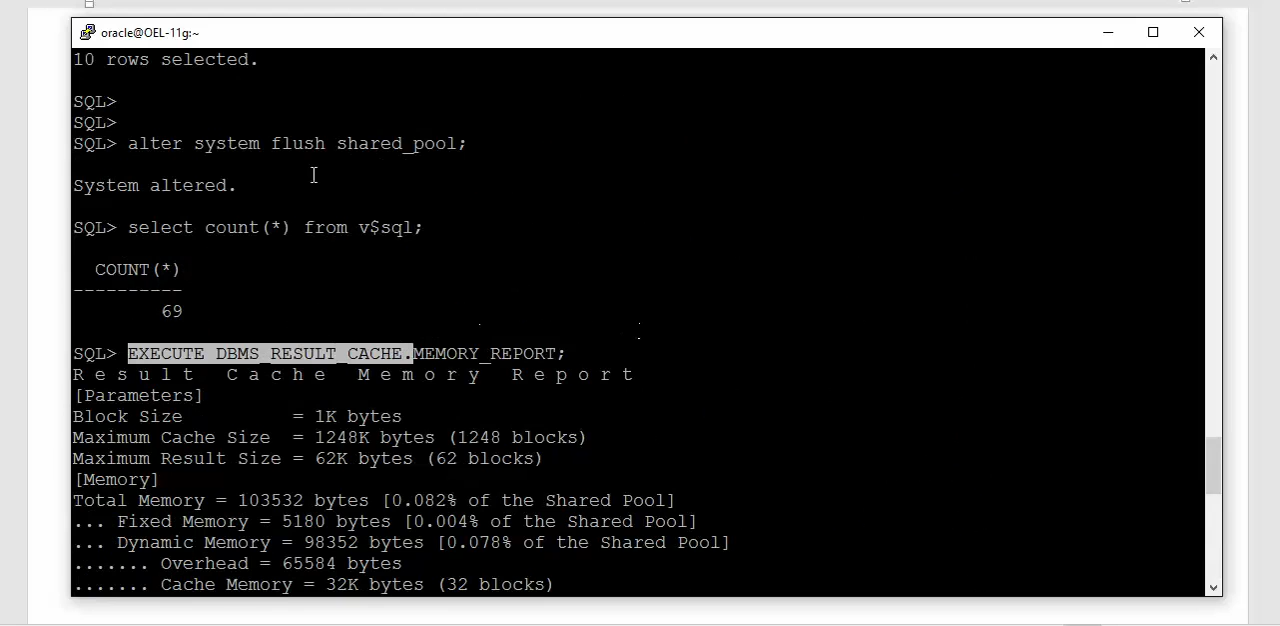 oracle@OEL-11g:~
10 rows selected.
SQL>
SQL>
SQL> alter system flush shared_pool;
System altered.
SQL> select count(*) from v$sql;
COUNT(*)
----------
69
SQL> EXECUTE DBMS_RESULT_CACHE.MEMORY_REPORT;
R e s u l t   C a c h e   M e m o r y   R e p o r t
[Parameters]
Block Size          = 1K bytes
Maximum Cache Size  = 1248K bytes (1248 blocks)
Maximum Result Size = 62K bytes (62 blocks)
[Memory]
Total Memory = 103532 bytes [0.082% of the Shared Pool]
... Fixed Memory = 5180 bytes [0.004% of the Shared Pool]
... Dynamic Memory = 98352 bytes [0.078% of the Shared Pool]
....... Overhead = 65584 bytes
....... Cache Memory = 32K bytes (32 blocks)